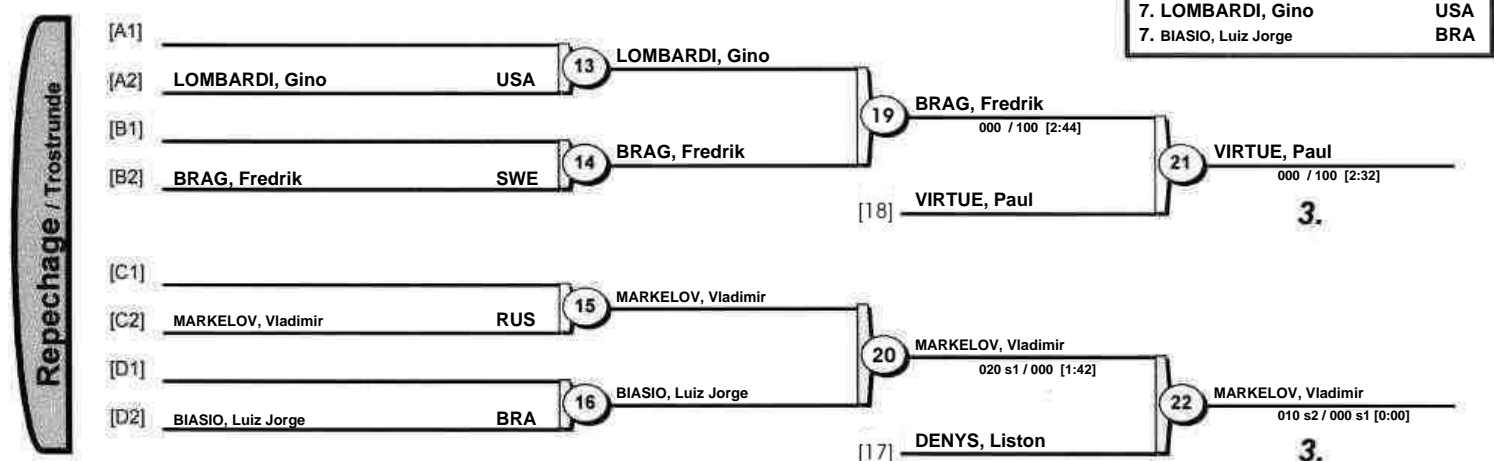 7. LOMBARDI, Gino USA
7. BIASIO, Luiz Jorge BRA
Repechage / Trostrunde
[A1]
[A2] LOMBARDI, Gino USA
13 LOMBARDI, Gino
[B1]
[B2] BRAG, Fredrik SWE
14 BRAG, Fredrik
19 BRAG, Fredrik
000 / 100 [2:44]
[18] VIRTUE, Paul
21 VIRTUE, Paul
000 / 100 [2:32]
3.
[C1]
[C2] MARKELOV, Vladimir RUS
15 MARKELOV, Vladimir
[D1]
[D2] BIASIO, Luiz Jorge BRA
16 BIASIO, Luiz Jorge
20 MARKELOV, Vladimir
020 s1 / 000 [1:42]
[17] DENYS, Liston
22 MARKELOV, Vladimir
010 s2 / 000 s1 [0:00]
3.